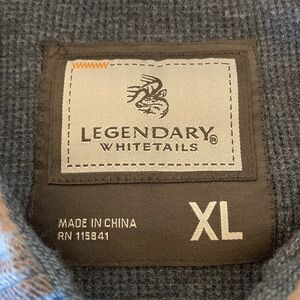 LEGENDARY®
WHITETAILS
MADE IN CHINA
RN 115841
XL